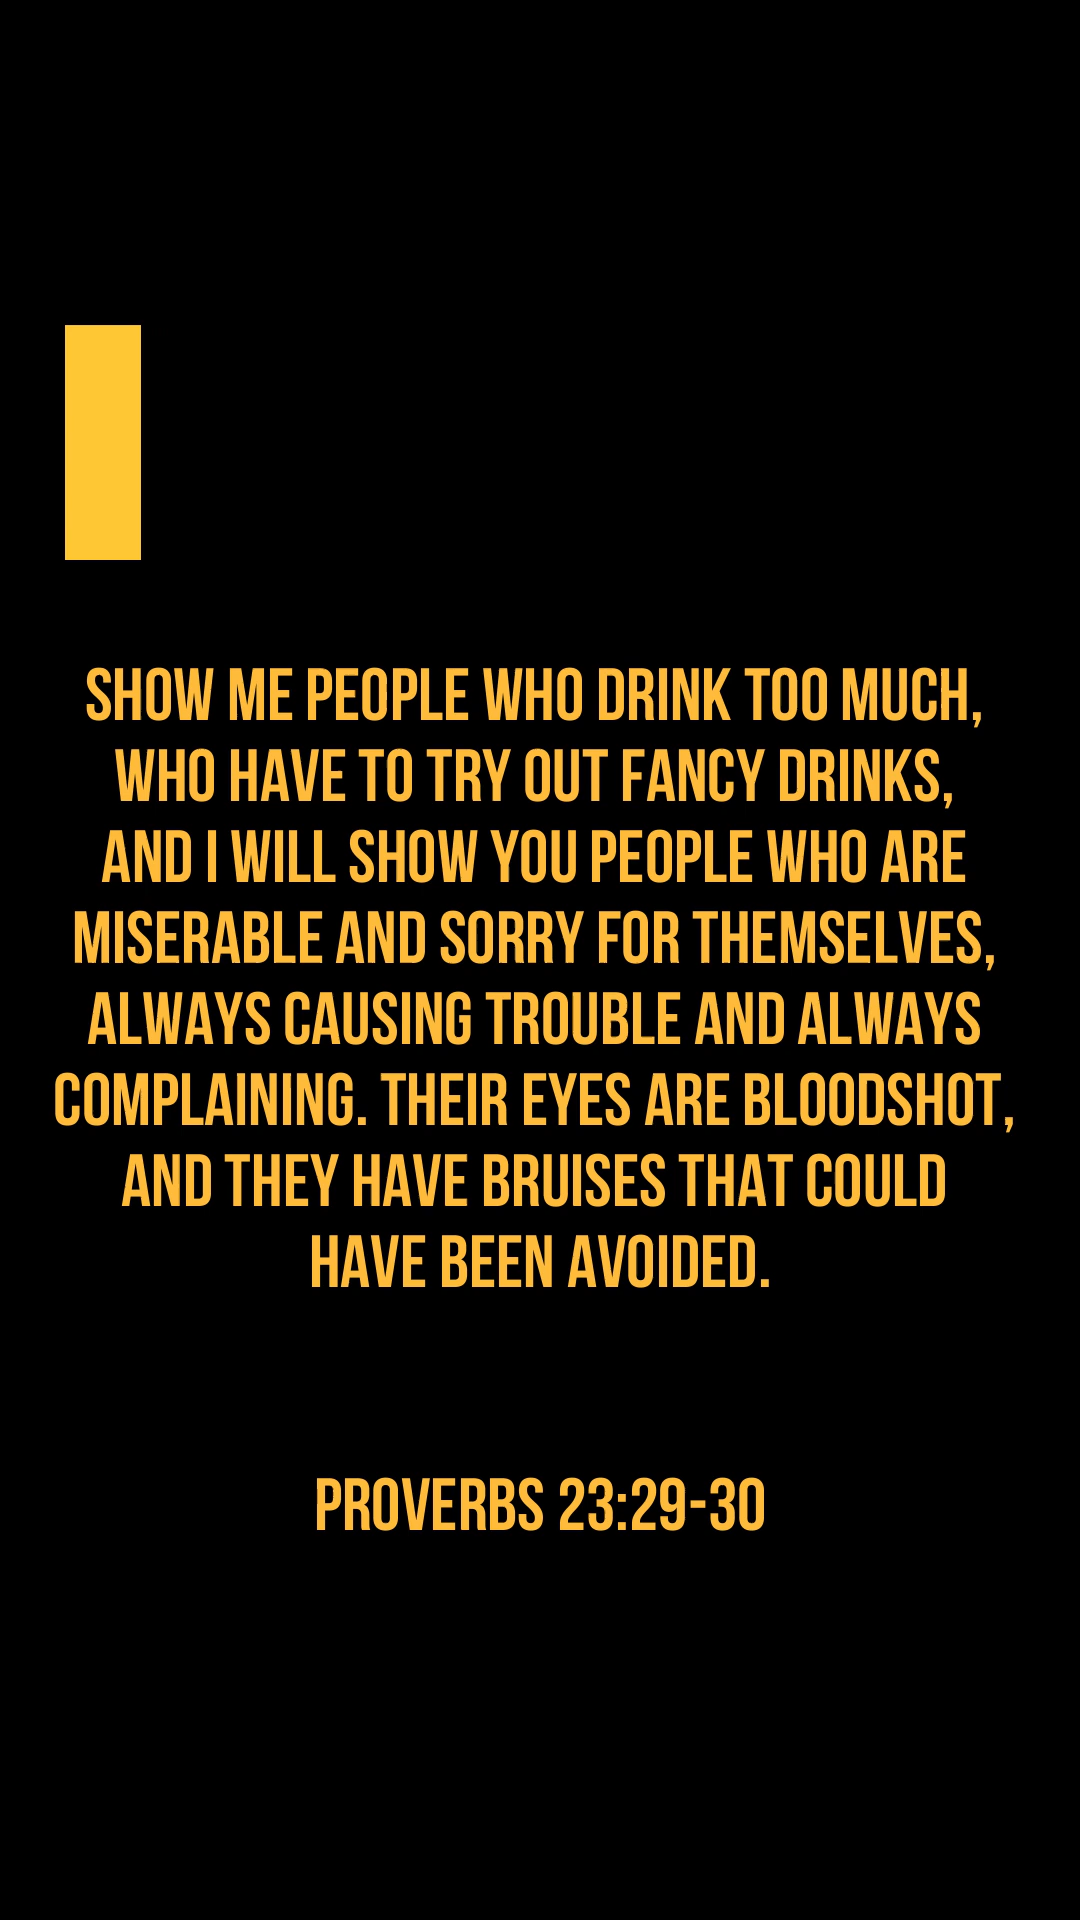 SHOW ME PEOPLE WHO DRINK TOO MUCH,
WHO HAVE TO TRY OUT FANCY DRINKS,
AND I WILL SHOW YOU PEOPLE WHO ARE
MISERABLE AND SORRY FOR THEMSELVES,
ALWAYS CAUSING TROUBLE AND ALWAYS
COMPLAINING. THEIR EYES ARE BLOODSHOT,
AND THEY HAVE BRUISES THAT COULD
HAVE BEEN AVOIDED.
PROVERBS 23:29-30